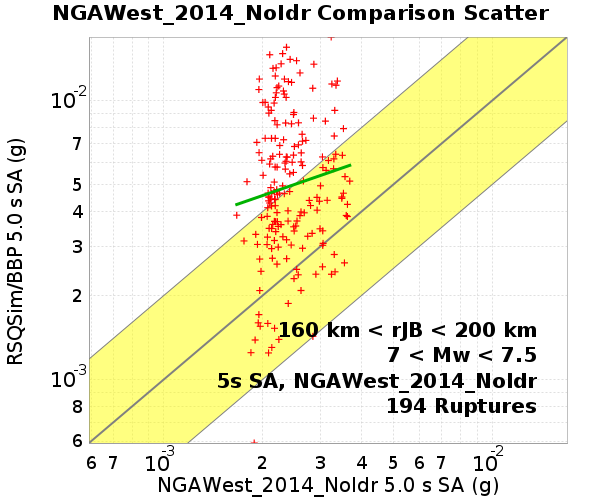 NGAWest_2014_NoIdr Comparison Scatter
RSQSim/BBP 5.0 s SA (g)
10-2
7
5
4
3
2
10-3
8
6
160 km < rJB < 200 km
7 < Mw < 7.5
5s SA, NGAWest_2014_NoIdr
194 Ruptures
6 7 10-3 2 3 4 5 6 7 10-2
NGAWest_2014_NoIdr 5.0 s SA (g)